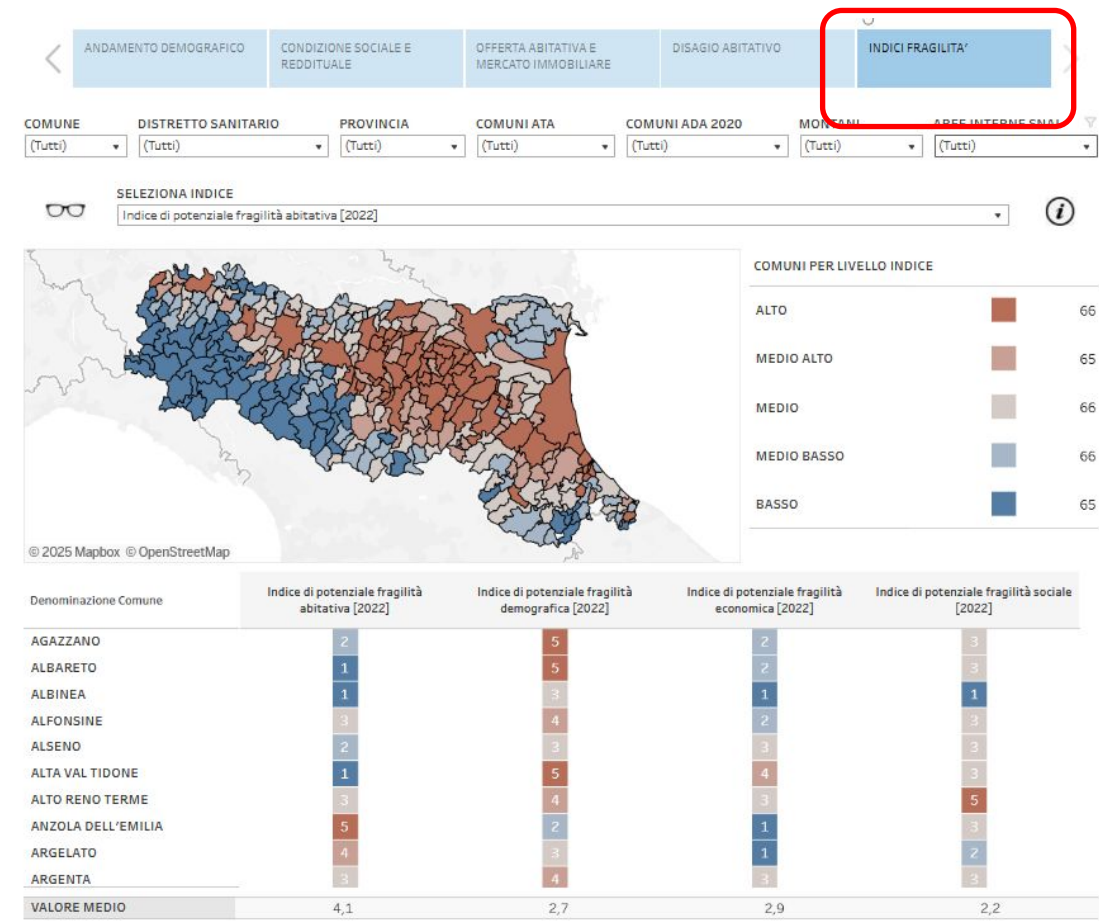 ANDAMENTO DEMOGRAFICO
CONDIZIONE SOCIALE E
REDDITUALE
OFFERTA ABITATIVA E
MERCATO IMMOBILIARE
DISAGIO ABITATIVO
INDICI FRAGILITA'
COMUNE DISTRETTO SANITARIO PROVINCIA COMUNI ATA COMUNI ADA 2020 MONTANI AREE INTERNE SNAI
(Tutti) (Tutti) (Tutti) (Tutti) (Tutti) (Tutti) (Tutti)
SELEZIONA INDICE
Indice di potenziale fragilità abitativa [2022]
i
COMUNI PER LIVELLO INDICE
ALTO 66
MEDIO ALTO 65
MEDIO 66
MEDIO BASSO 66
BASSO 65
© 2025 Mapbox © OpenStreetMap
Denominazione Comune
Indice di potenziale fragilità
abitativa [2022]
Indice di potenziale fragilità
demografica [2022]
Indice di potenziale fragilità
economica [2022]
Indice di potenziale fragilità sociale
[2022]
AGAZZANO 2 5 2 3
ALBARETO 1 5 2 3
ALBINEA 1 3 1 1
ALFONSINE 3 4 2 3
ALSENO 2 3 3 3
ALTA VAL TIDONE 1 5 4 3
ALTO RENO TERME 3 4 3 5
ANZOLA DELL'EMILIA 5 2 1 3
ARGELATO 4 3 1 2
ARGENTA 3 4 3 3
VALORE MEDIO 4,1 2,7 2,9 2,2